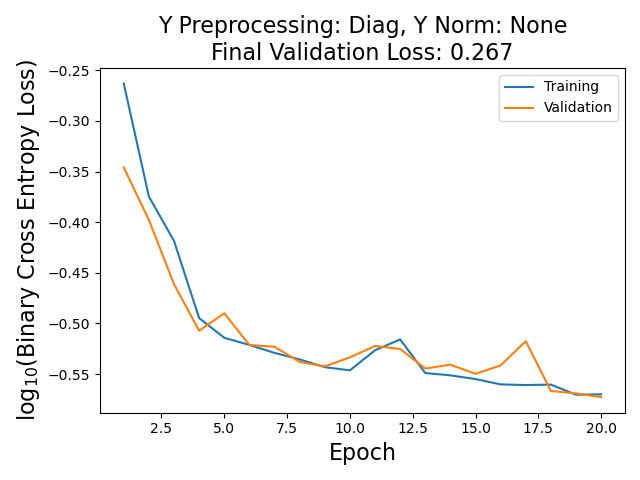 Y Preprocessing: Diag, Y Norm: None
Final Validation Loss: 0.267
Training
Validation
log₁₀(Binary Cross Entropy Loss)
−0.25
−0.30
−0.35
−0.40
−0.45
−0.50
−0.55
2.5 5.0 7.5 10.0 12.5 15.0 17.5 20.0
Epoch